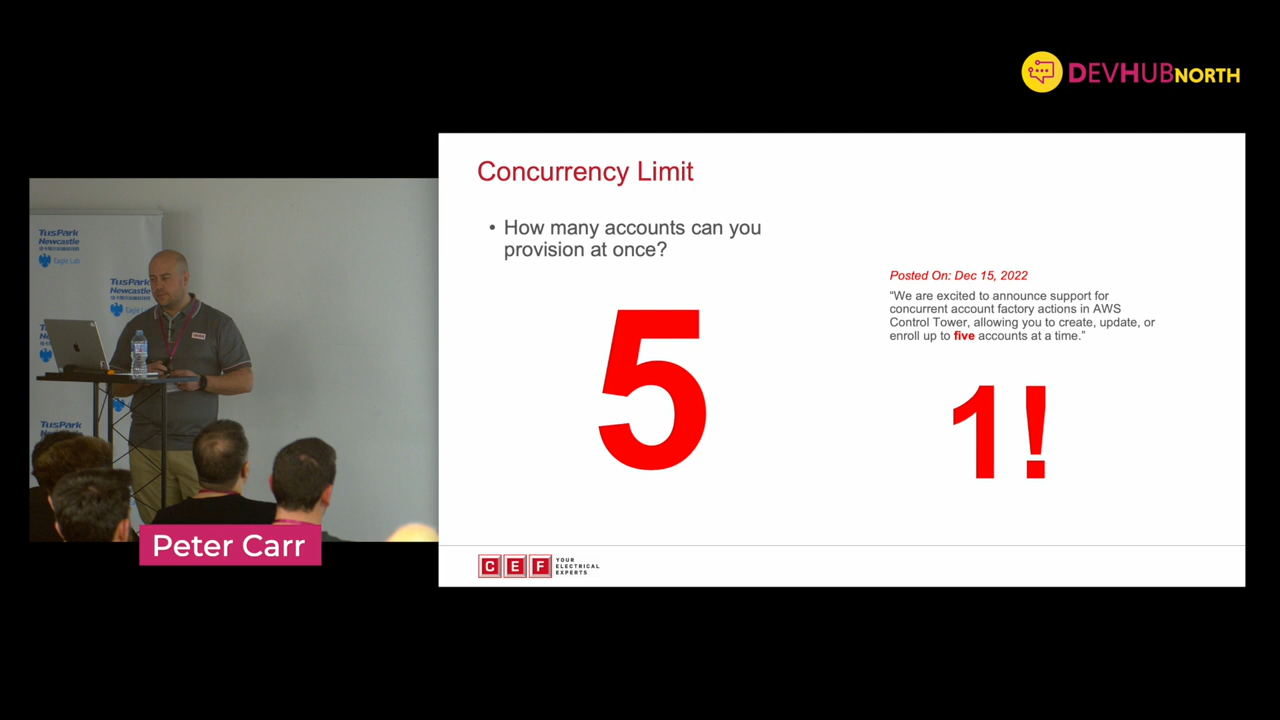 DEVHUBNORTH
Concurrency Limit
• How many accounts can you
provision at once?
5
Posted On: Dec 15, 2022
“We are excited to announce support for
concurrent account factory actions in AWS
Control Tower, allowing you to create, update, or
enroll up to five accounts at a time.”
1!
CEF
YOUR
ELECTRICAL
EXPERTS
TusPark
Newcastle
Eagle Lab
TusPark
Newcastle
Eagle Lab
TusPark
Peter Carr